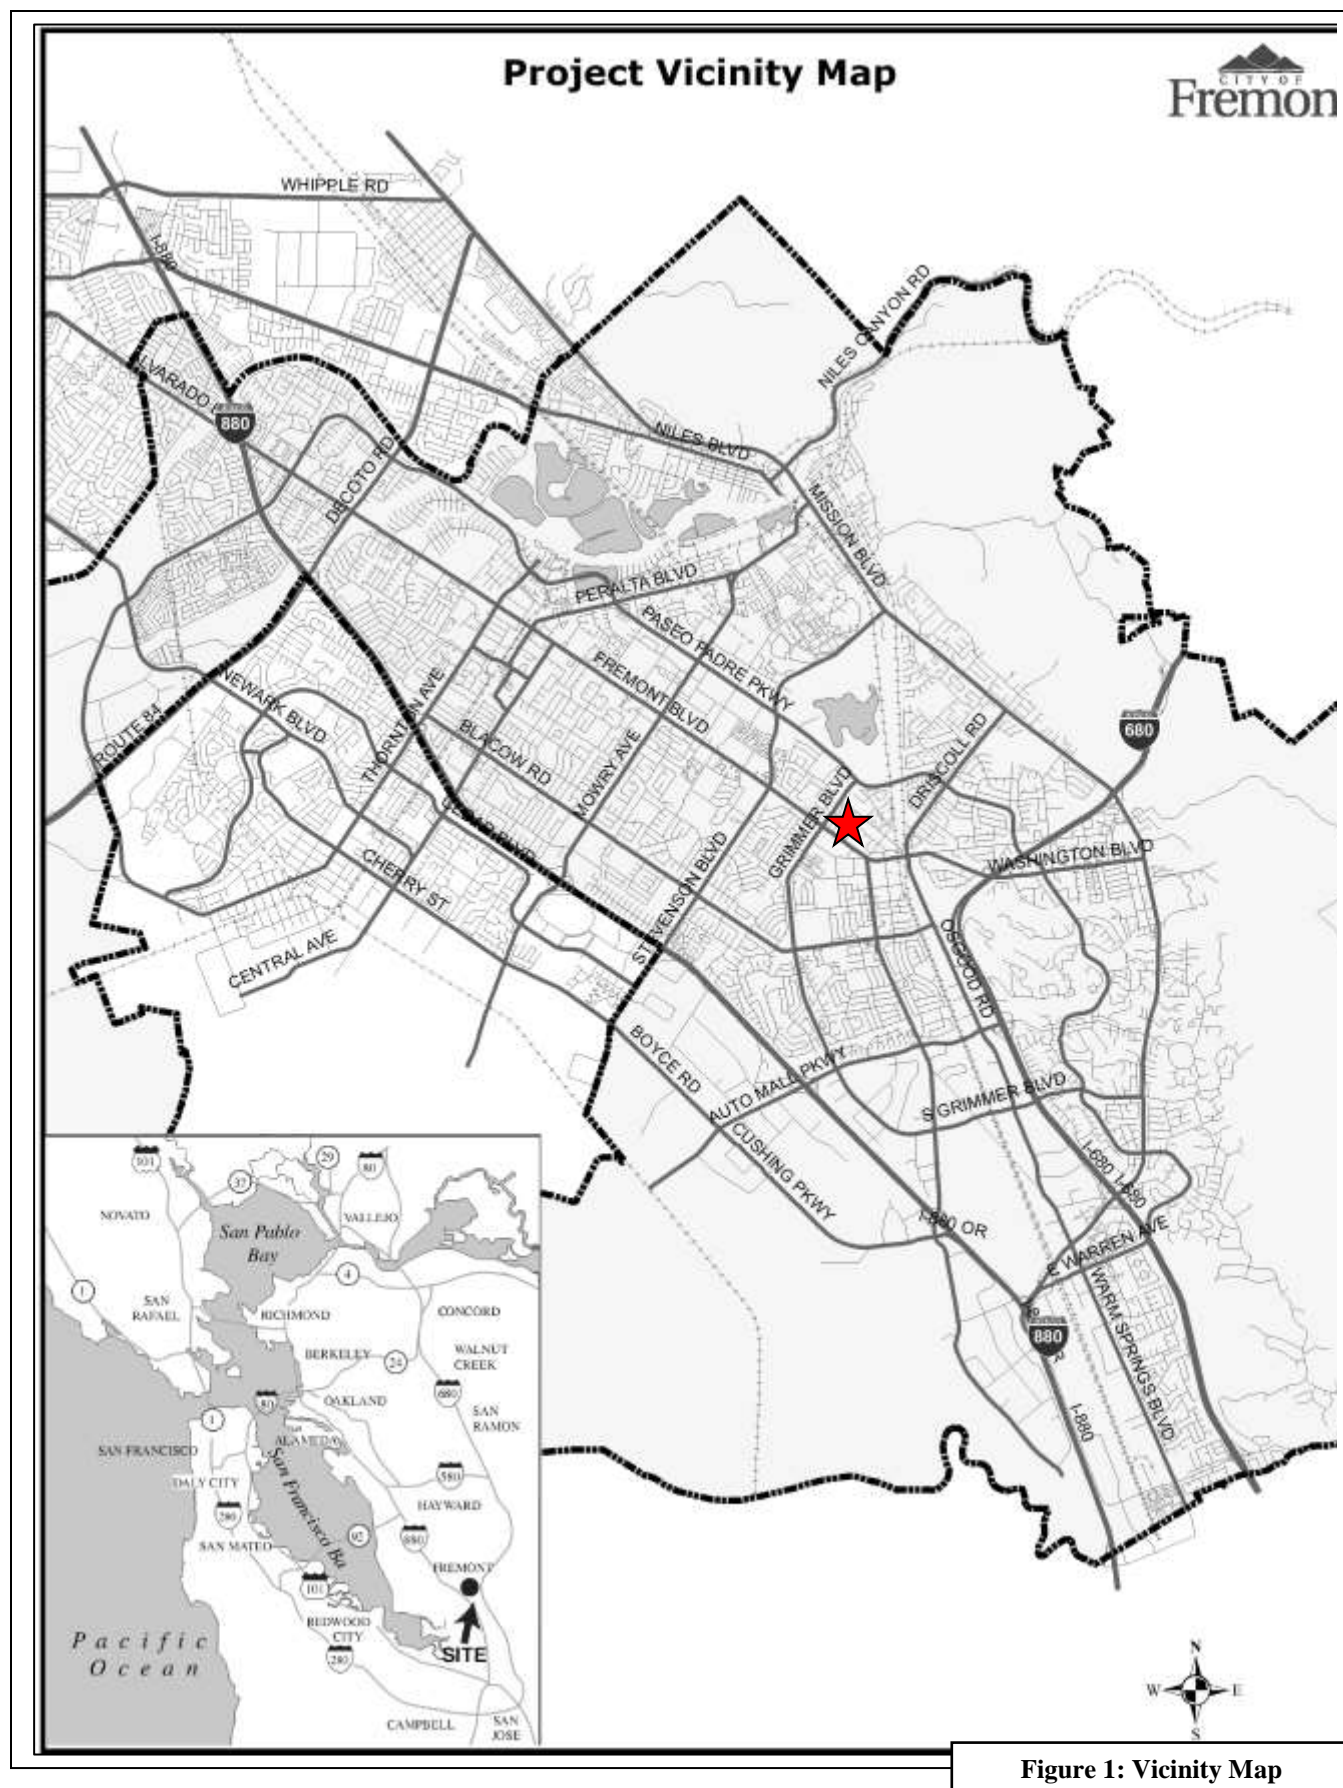 Project Vicinity Map
CITY OF
Fremon
WHIPPLE RD
I-880
NILES CANYON RD
LVARADO
880
NILES BLVD
DECOTO RD
MISSION BLVD
PERALTA BLVD
PASEO PADRE PKWY
FREMONT BLVD
NEWARK BLVD
ROUTE 84
THORNTON AVE
BLACOW RD
MOWRY AVE
680
DRISCOLL RD
GRIMMER BLVD
WASHINGTON BLVD
CHERRY ST
STEVENSON BLVD
CENTRAL AVE
OSGOOD RD
BOYCE RD
AUTO MALL PKWY
S GRIMMER BLVD
CUSHING PKWY
I-680
I-680
I-880 OR
E WARREN AVE
WARM SPRINGS BLVD
880
I-880
101
29
80
37
NOVATO
VALLEJO
San Pablo
Bay
4
1
SAN
RAFAEL
RICHMOND
CONCORD
BERKELEY
24
WALNUT
CREEK
80
OAKLAND
680
1
SAN
RAMON
ALAMEDA
SAN FRANCISCO
San Francisco Ba
DALY CITY
580
HAYWARD
280
92
880
SAN MATEO
FREMONT
101
REDWOOD
CITY
SITE
280
Pacific
Ocean
CAMPBELL
SAN
JOSE
N
W
E
S
Figure 1: Vicinity Map